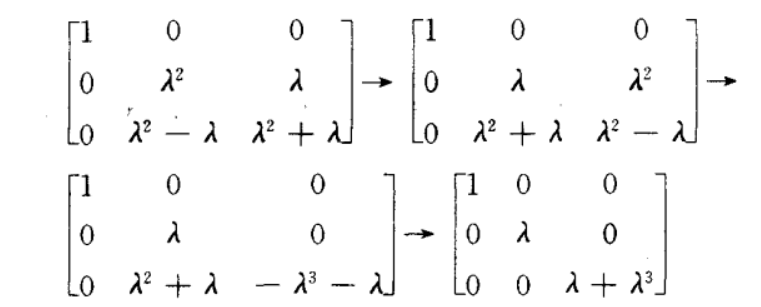 [1 0 0] [1 0 0]
[0 λ² λ] → [0 λ λ²] →
[0 λ² − λ λ² + λ] [0 λ² + λ λ² − λ]
[1 0 0] [1 0 0]
[0 λ 0] → [0 λ 0]
[0 λ² + λ − λ³ − λ] [0 0 λ + λ³]